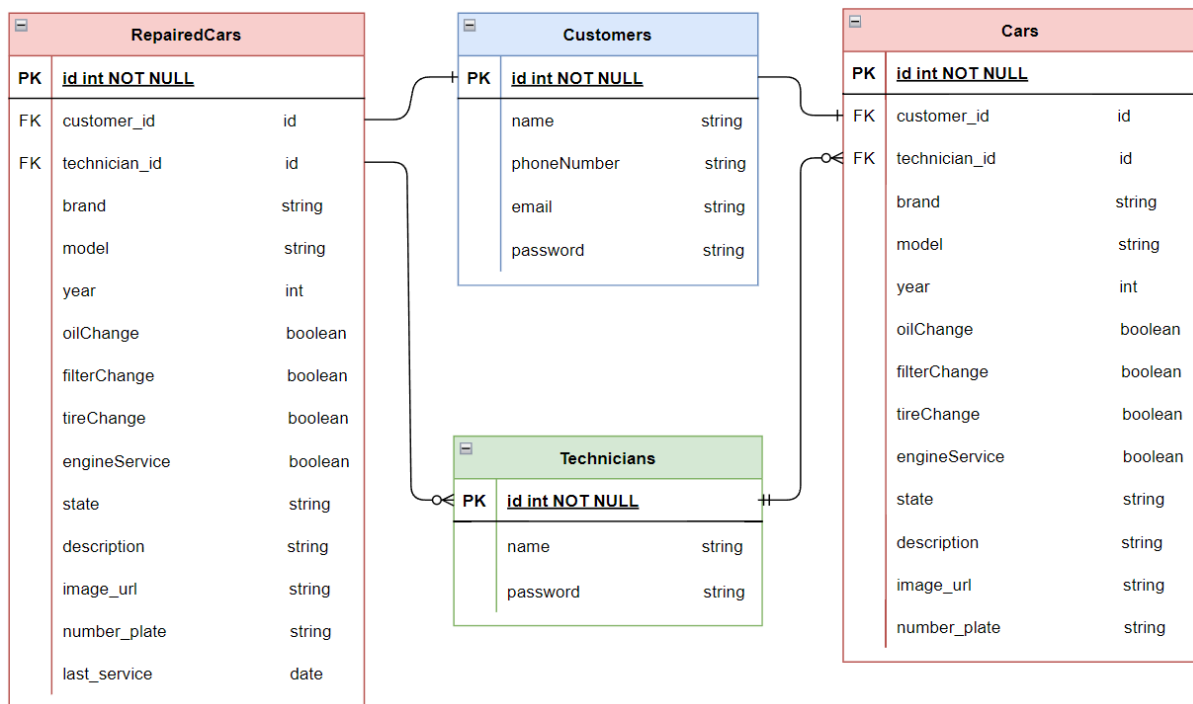 RepairedCars
PK id int NOT NULL
FK customer_id id
FK technician_id id
brand string
model string
year int
oilChange boolean
filterChange boolean
tireChange boolean
engineService boolean
state string
description string
image_url string
number_plate string
last_service date
Customers
PK id int NOT NULL
name string
phoneNumber string
email string
password string
Technicians
PK id int NOT NULL
name string
password string
Cars
PK id int NOT NULL
FK customer_id id
FK technician_id id
brand string
model string
year int
oilChange boolean
filterChange boolean
tireChange boolean
engineService boolean
state string
description string
image_url string
number_plate string